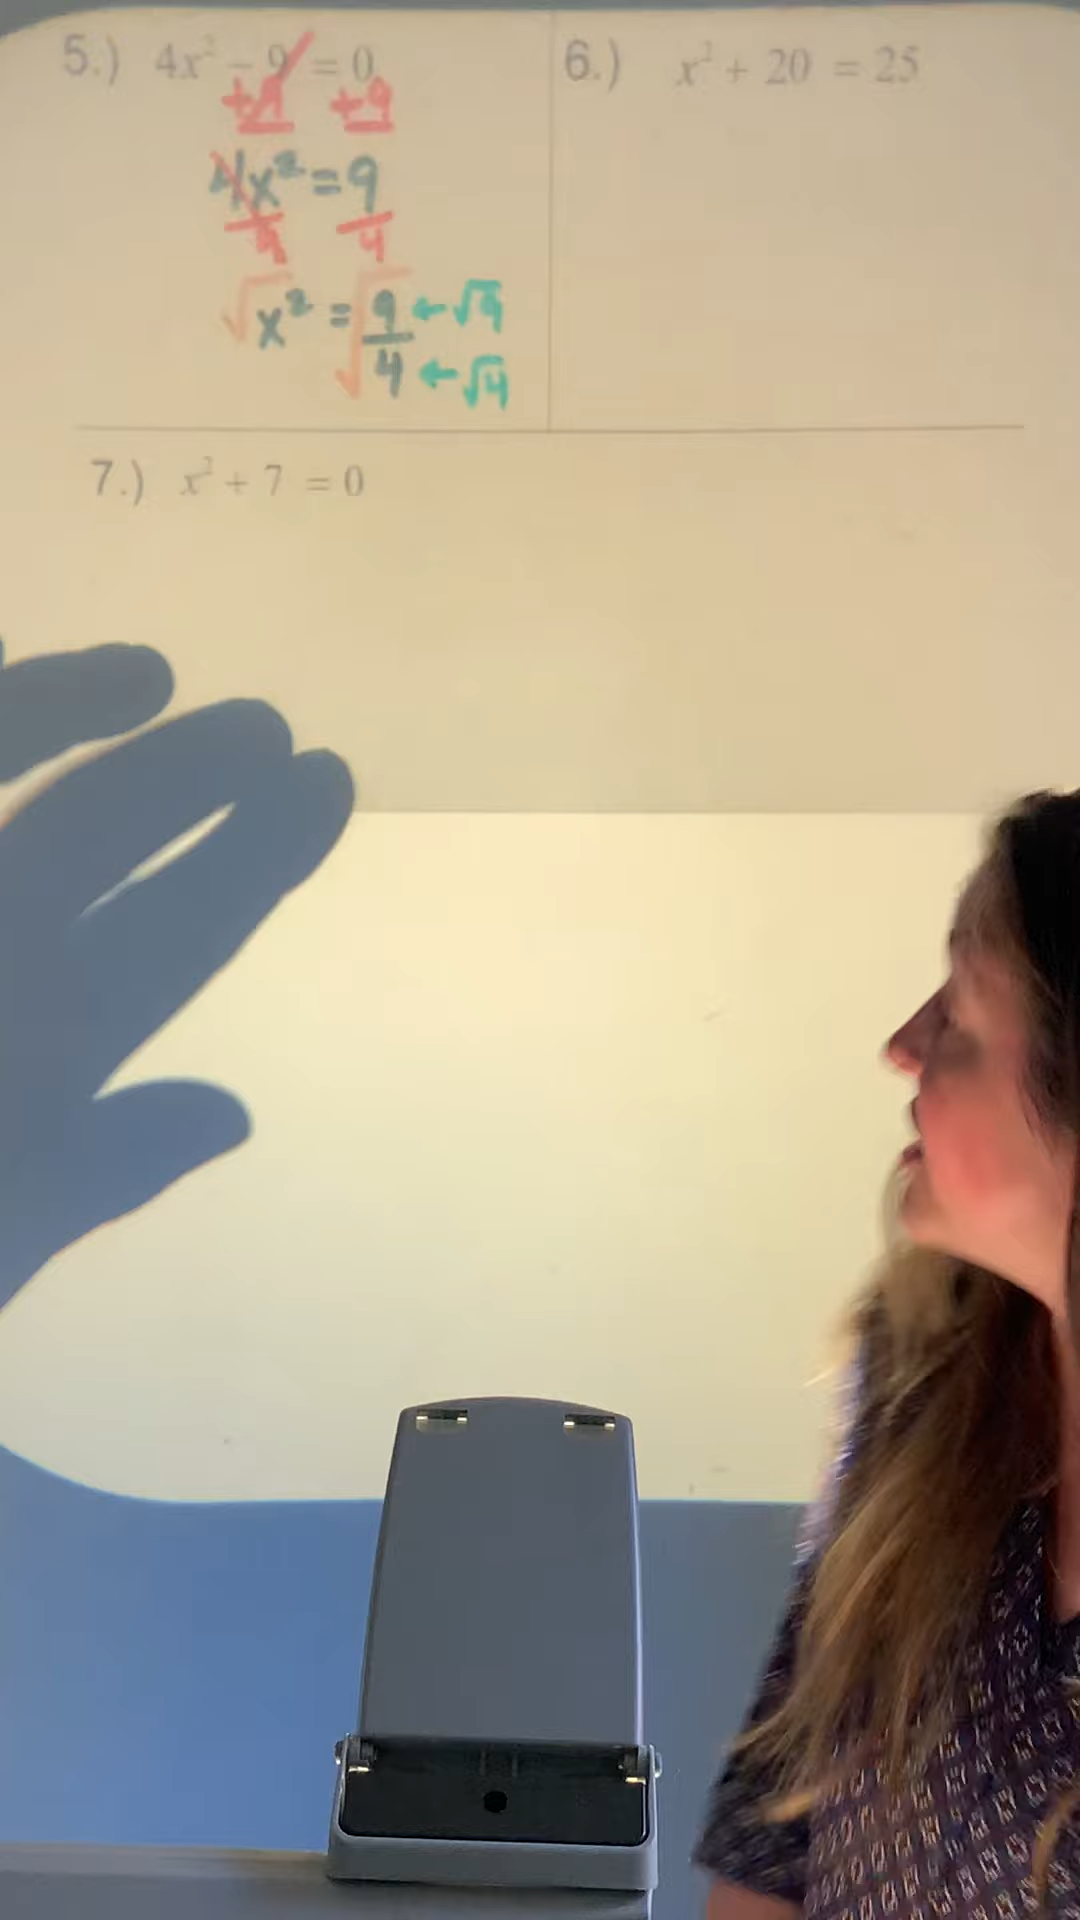 5.) 4x² - 9 = 0
+9 +9
4x² = 9
4 4
√x² = √9/4 ← √9
← √4
6.) x² + 20 = 25
7.) x² + 7 = 0